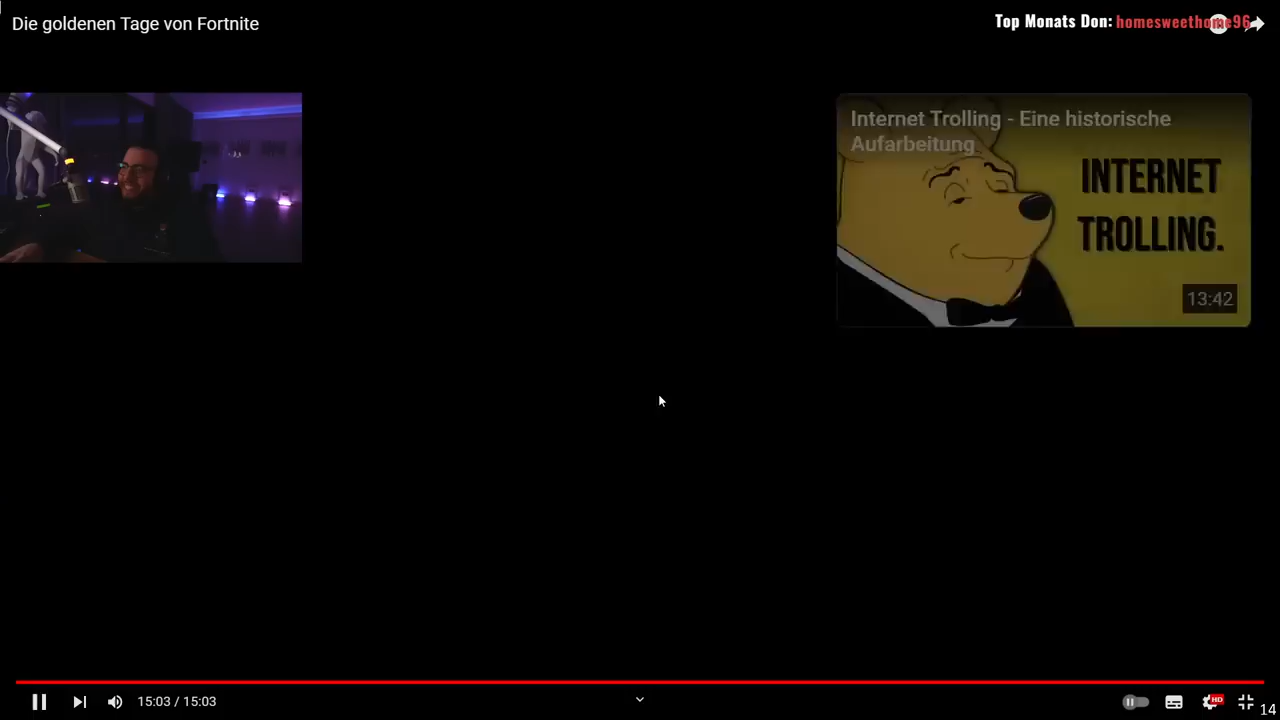 Die goldenen Tage von Fortnite
Top Monats Don: homesweethome96
Internet Trolling - Eine historische
Aufarbeitung
INTERNET
TROLLING.
13:42
15:03 / 15:03
HD
14